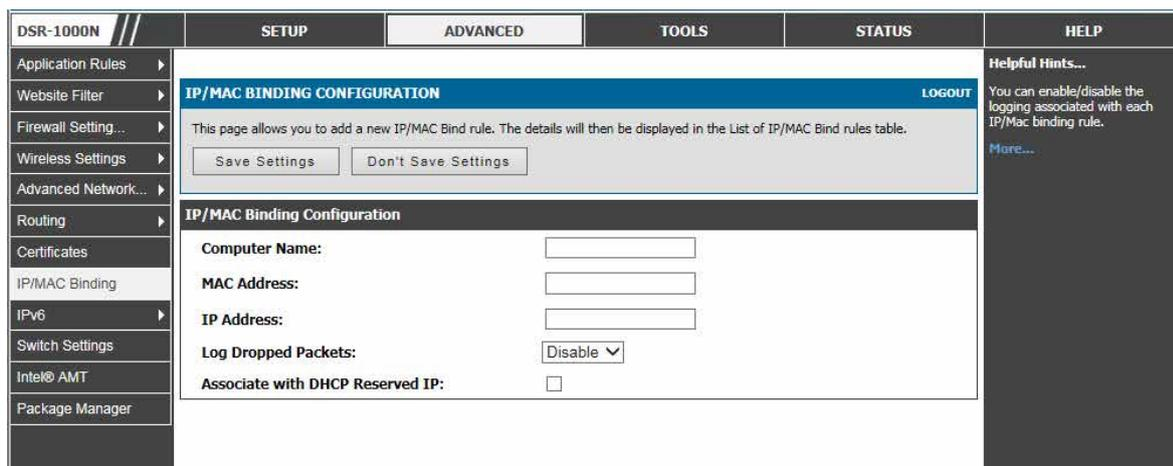 DSR-1000N
SETUP
ADVANCED
TOOLS
STATUS
HELP
Application Rules
Website Filter
Firewall Setting...
Wireless Settings
Advanced Network...
Routing
Certificates
IP/MAC Binding
IPv6
Switch Settings
Intel® AMT
Package Manager
IP/MAC BINDING CONFIGURATION
LOGOUT
This page allows you to add a new IP/MAC Bind rule. The details will then be displayed in the List of IP/MAC Bind rules table.
Save Settings
Don't Save Settings
IP/MAC Binding Configuration
Computer Name:
MAC Address:
IP Address:
Log Dropped Packets:
Disable
Associate with DHCP Reserved IP:
Helpful Hints...
You can enable/disable the
logging associated with each
IP/Mac binding rule.
More...